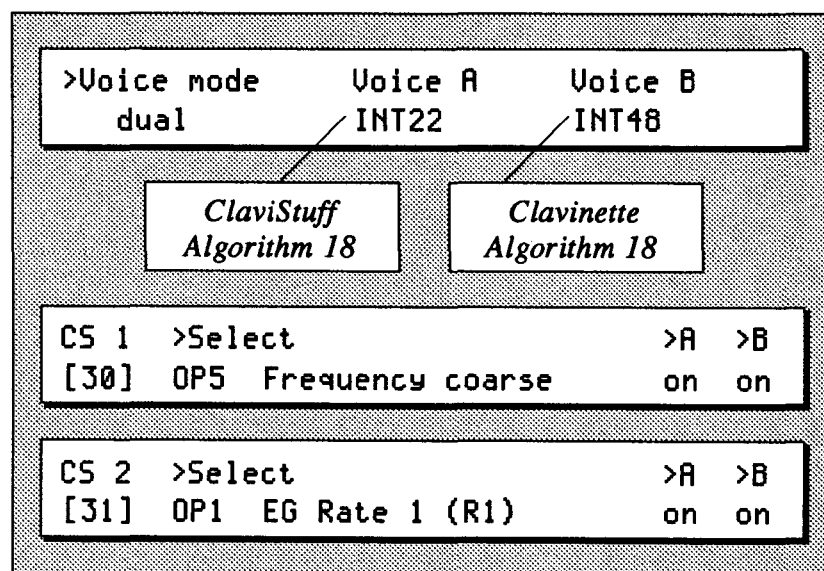 >Voice mode Voice A Voice B
dual INT22 INT48
ClaviStuff Clavinette
Algorithm 18 Algorithm 18
CS 1 >Select >A >B
[30] OP5 Frequency coarse on on
CS 2 >Select >A >B
[31] OP1 EG Rate 1 (R1) on on